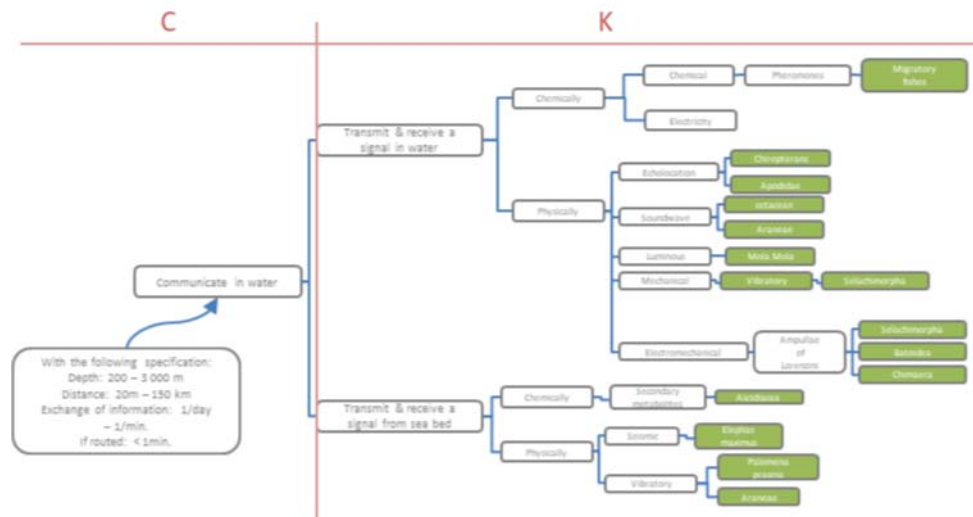 C
K
Chemical
Pheromones
Migratory
fishes
Chemically
Electricity
Transmit & receive a
signal in water
Echolocation
Chiropterans
Apodidae
Physically
Soundwave
cetacean
Araneae
Luminous
Mola Mola
Mechanical
Vibratory
Selachimorpha
Communicate in water
Electromechanical
Ampullae
of
Lorenzini
Selachimorpha
Batoidea
Chimaera
With the following specification:
Depth: 200 – 3 000 m
Distance: 20m – 150 km
Exchange of information: 1/day
– 1/min.
If routed: < 1min.
Transmit & receive a
signal from sea bed
Chemically
Secondary
metabolites
Physically
Seismic
Elephas
maximus
Vibratory
Palomena
prasina
Araneae